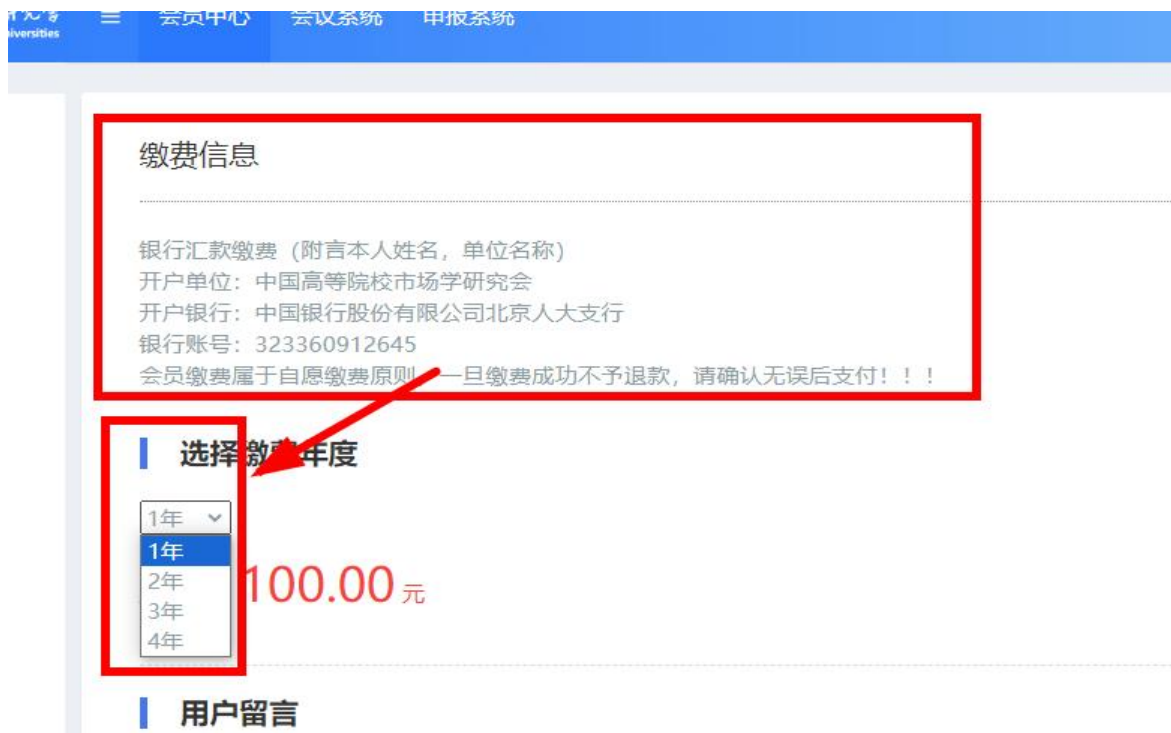 niversities
会员中心 会议系统 申报系统
缴费信息
银行汇款缴费（附言本人姓名，单位名称）
开户单位：中国高等院校市场学研究会
开户银行：中国银行股份有限公司北京人大支行
银行账号：323360912645
会员缴费属于自愿缴费原则，一旦缴费成功不予退款，请确认无误后支付！！！
选择缴费年度
1年
1年
2年
3年
4年
100.00 元
用户留言